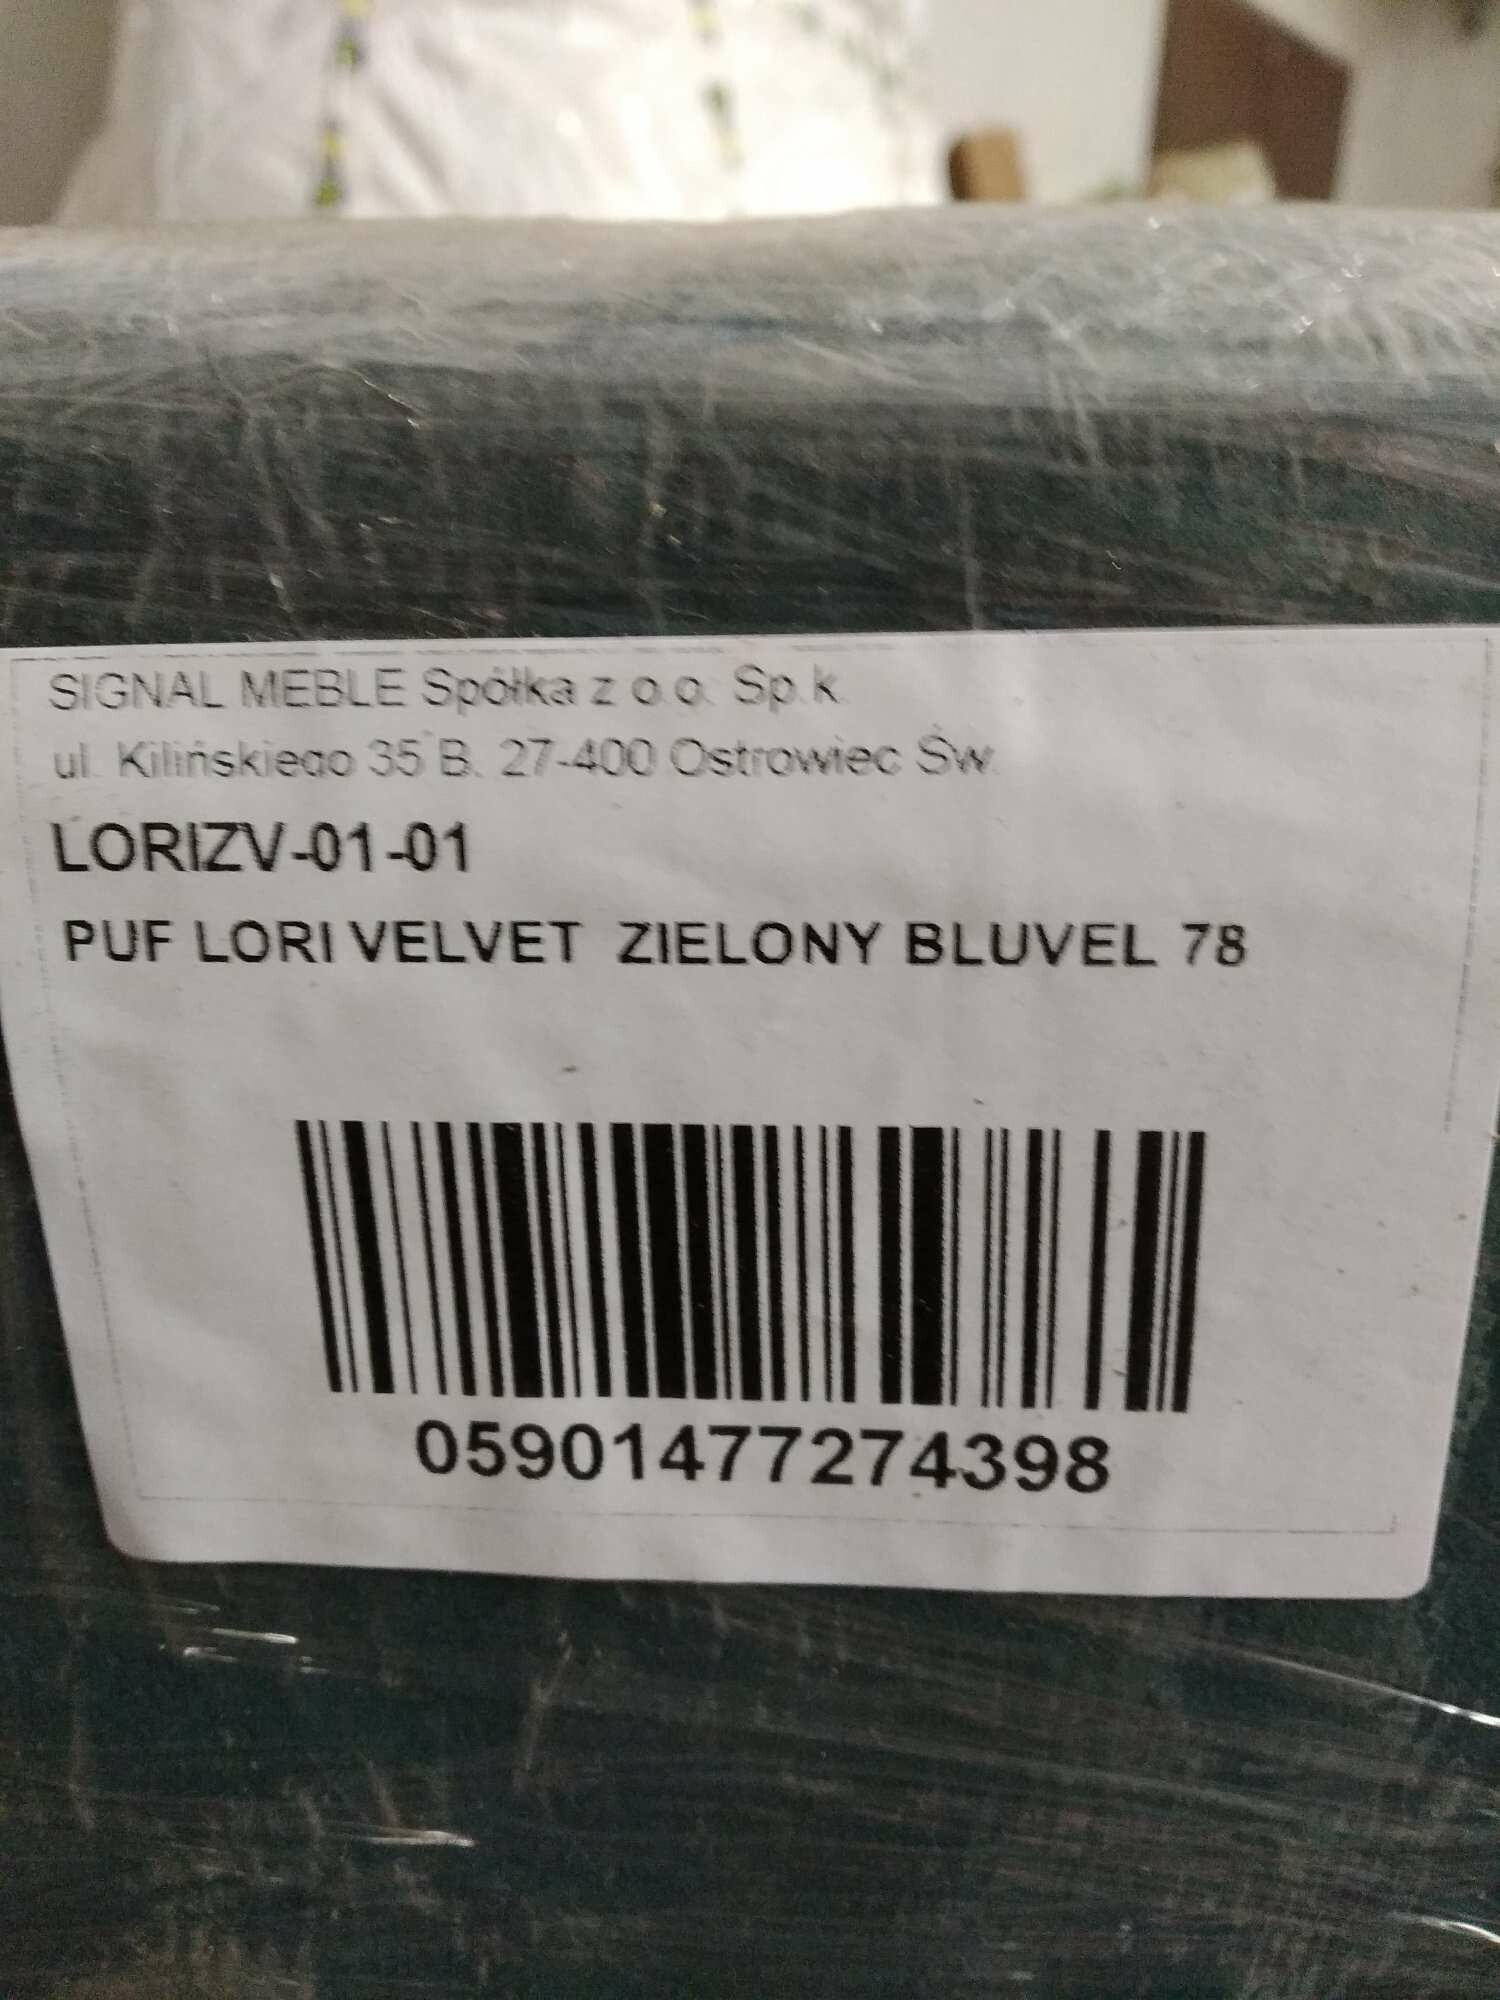 SIGNAL MEBLE Spółka z o.o. Sp.k.
ul. Kilińskiego 35 B, 27-400 Ostrowiec Św.
LORIZV-01-01
PUF LORI VELVET ZIELONY BLUVEL 78
05901477274398